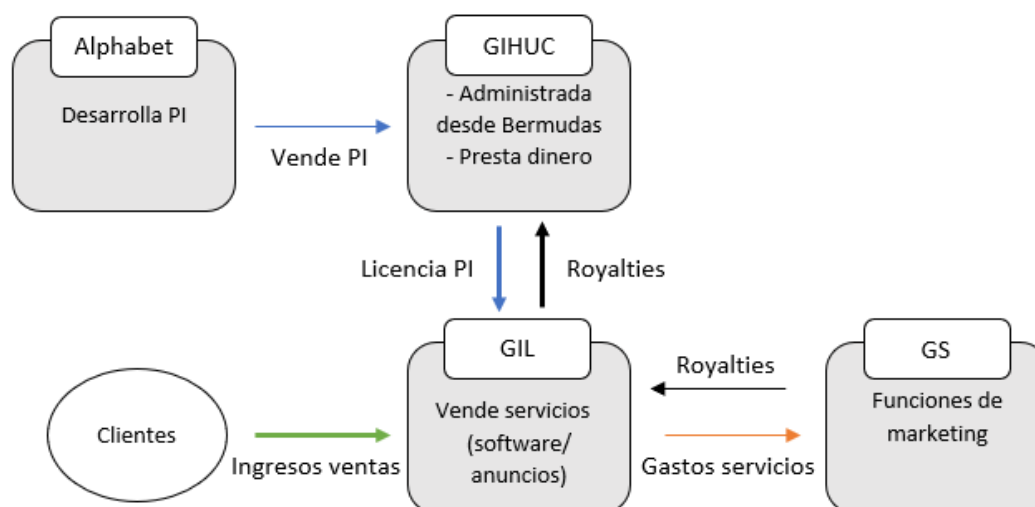 Alphabet
Desarrolla PI
Vende PI
GIHUC
- Administrada
desde Bermudas
- Presta dinero
Licencia PI
Royalties
Clientes
Ingresos ventas
GIL
Vende servicios
(software/
anuncios)
Royalties
Gastos servicios
GS
Funciones de
marketing